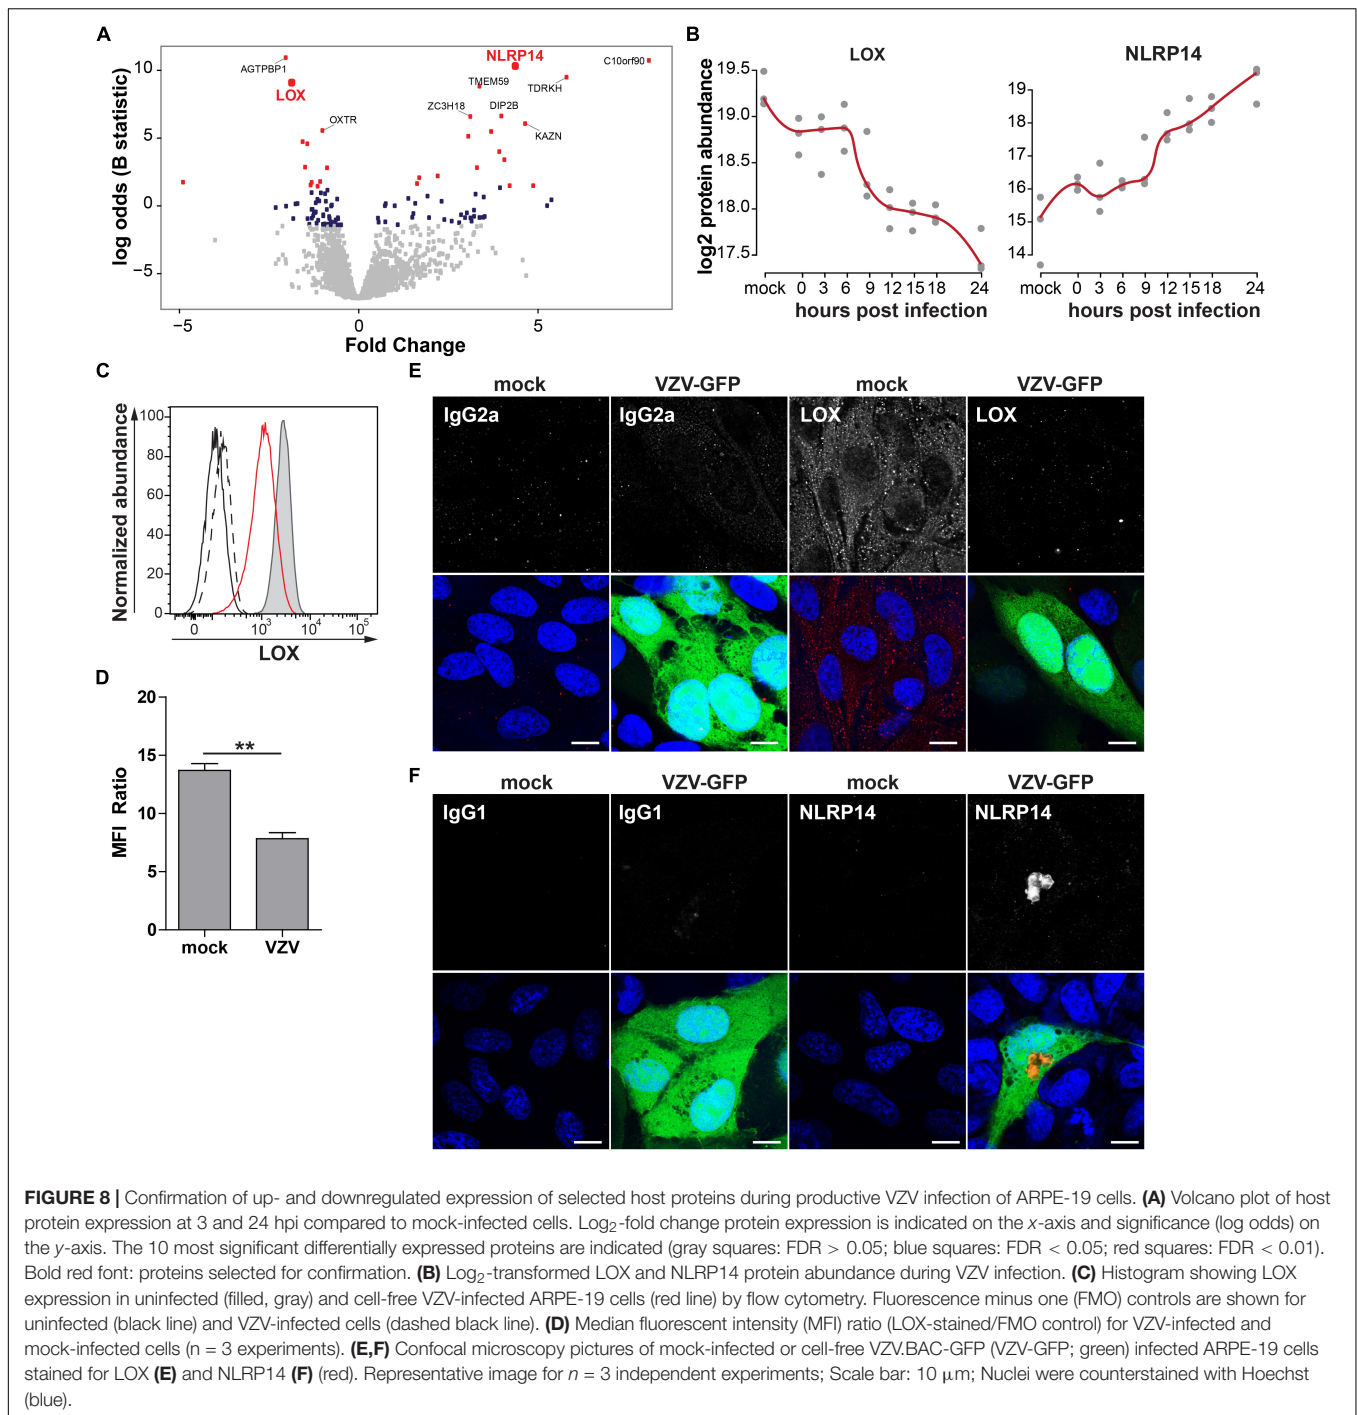 A
log odds (B statistic)
10
5
0
−5
AGTPBP1
LOX
OXTR
NLRP14
TMEM59
ZC3H18
DIP2B
TDRKH
KAZN
C10orf90
−5
0
5
Fold Change
B
LOX
NLRP14
log2 protein abundance
19.5
19.0
18.5
18.0
17.5
mock 0 3 6 9 12 15 18 24
hours post infection
19
18
17
16
15
14
mock 0 3 6 9 12 15 18 24
hours post infection
C
Normalized abundance
100
80
60
40
20
0
0 10³ 10⁴ 10⁵
LOX
D
MFI Ratio
20
15
10
5
0
**
mock VZV
E
mock VZV-GFP mock VZV-GFP
IgG2a IgG2a LOX LOX
F
mock VZV-GFP mock VZV-GFP
IgG1 IgG1 NLRP14 NLRP14
FIGURE 8 | Confirmation of up- and downregulated expression of selected host proteins during productive VZV infection of ARPE-19 cells. (A) Volcano plot of host
protein expression at 3 and 24 hpi compared to mock-infected cells. Log₂-fold change protein expression is indicated on the x-axis and significance (log odds) on
the y-axis. The 10 most significant differentially expressed proteins are indicated (gray squares: FDR > 0.05; blue squares: FDR < 0.05; red squares: FDR < 0.01).
Bold red font: proteins selected for confirmation. (B) Log₂-transformed LOX and NLRP14 protein abundance during VZV infection. (C) Histogram showing LOX
expression in uninfected (filled, gray) and cell-free VZV-infected ARPE-19 cells (red line) by flow cytometry. Fluorescence minus one (FMO) controls are shown for
uninfected (black line) and VZV-infected cells (dashed black line). (D) Median fluorescent intensity (MFI) ratio (LOX-stained/FMO control) for VZV-infected and
mock-infected cells (n = 3 experiments). (E,F) Confocal microscopy pictures of mock-infected or cell-free VZV.BAC-GFP (VZV-GFP; green) infected ARPE-19 cells
stained for LOX (E) and NLRP14 (F) (red). Representative image for n = 3 independent experiments; Scale bar: 10 μm; Nuclei were counterstained with Hoechst
(blue).